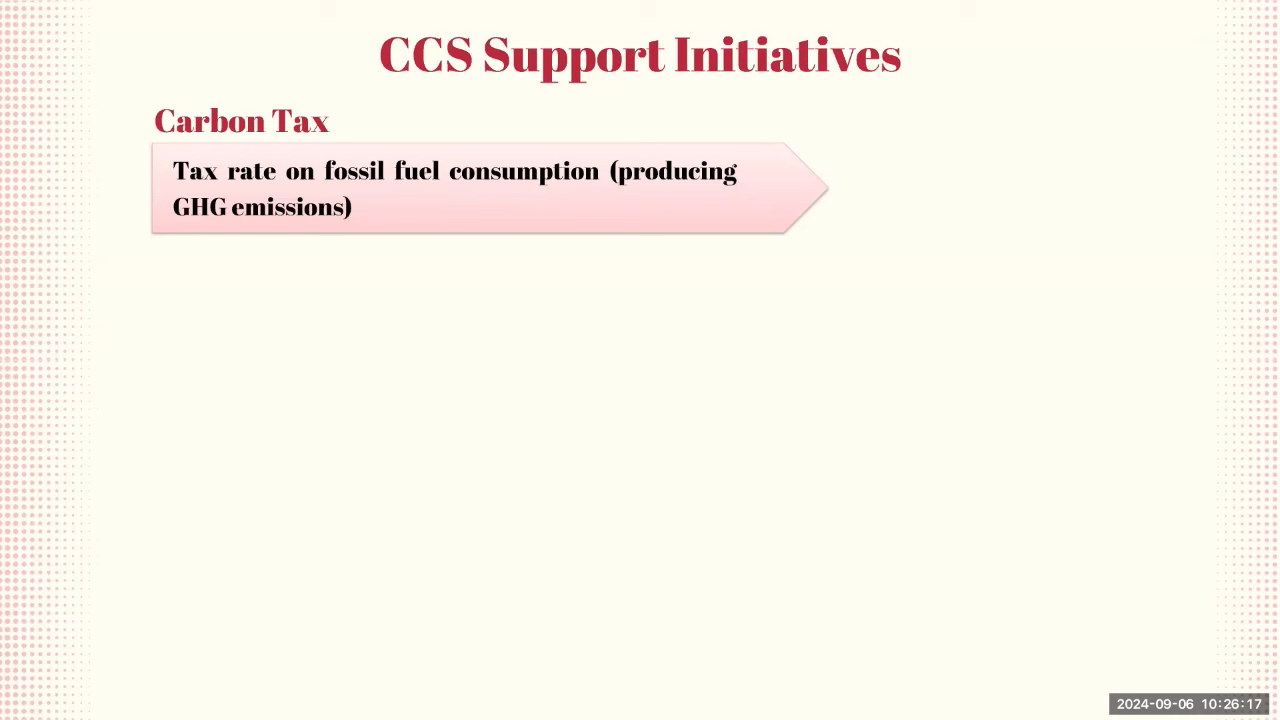 CCS Support Initiatives
Carbon Tax
Tax rate on fossil fuel consumption (producing
GHG emissions)
2024-09-06 10:26:17